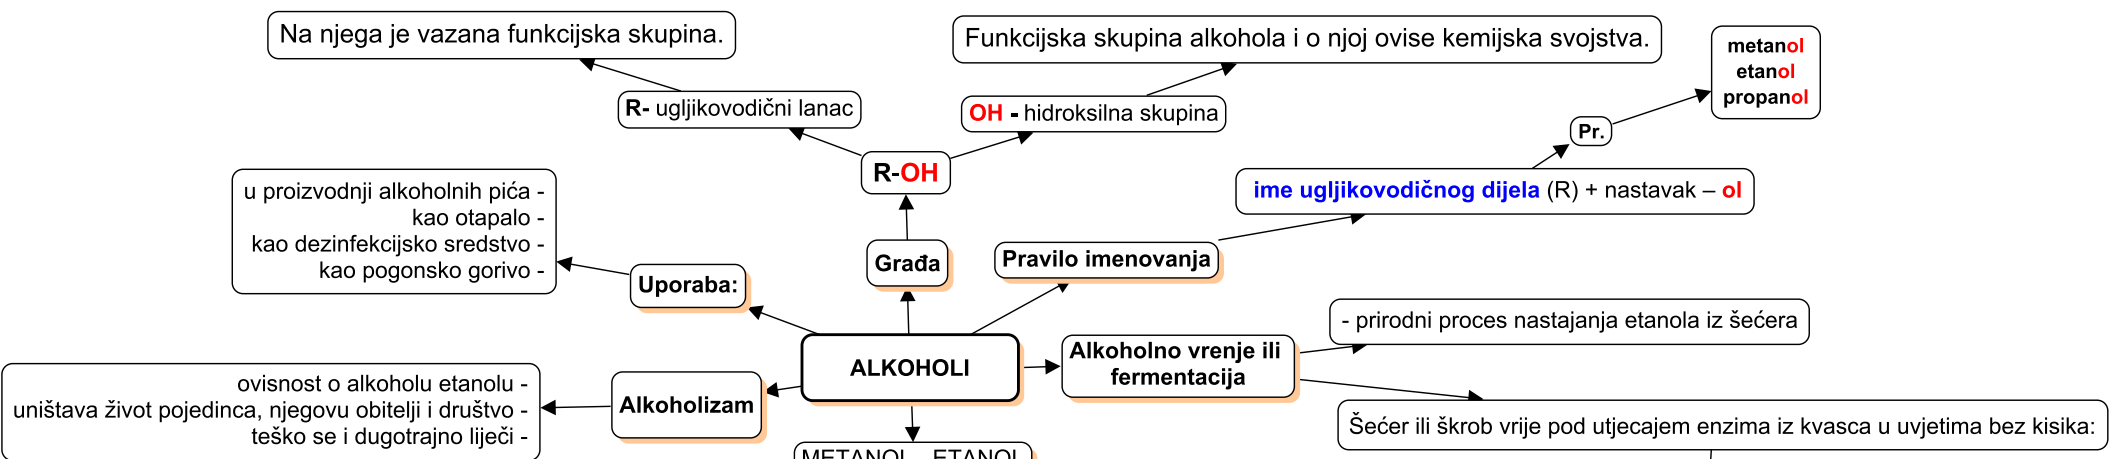 Na njega je vazana funkcijska skupina.
Funkcijska skupina alkohola i o njoj ovise kemijska svojstva.
metanol
etanol
propanol
R- ugljikovodični lanac
OH - hidroksilna skupina
Pr.
R-OH
ime ugljikovodičnog dijela (R) + nastavak – ol
u proizvodnji alkoholnih pića -
kao otapalo -
kao dezinfekcijsko sredstvo -
kao pogonsko gorivo -
Uporaba:
Građa
Pravilo imenovanja
- prirodni proces nastajanja etanola iz šećera
ALKOHOLI
Alkoholno vrenje ili
fermentacija
ovisnost o alkoholu etanolu -
uništava život pojedinca, njegovu obitelji i društvo -
teško se i dugotrajno liječi -
Alkoholizam
Šećer ili škrob vrije pod utjecajem enzima iz kvasca u uvjetima bez kisika:
METANOL ETANOL